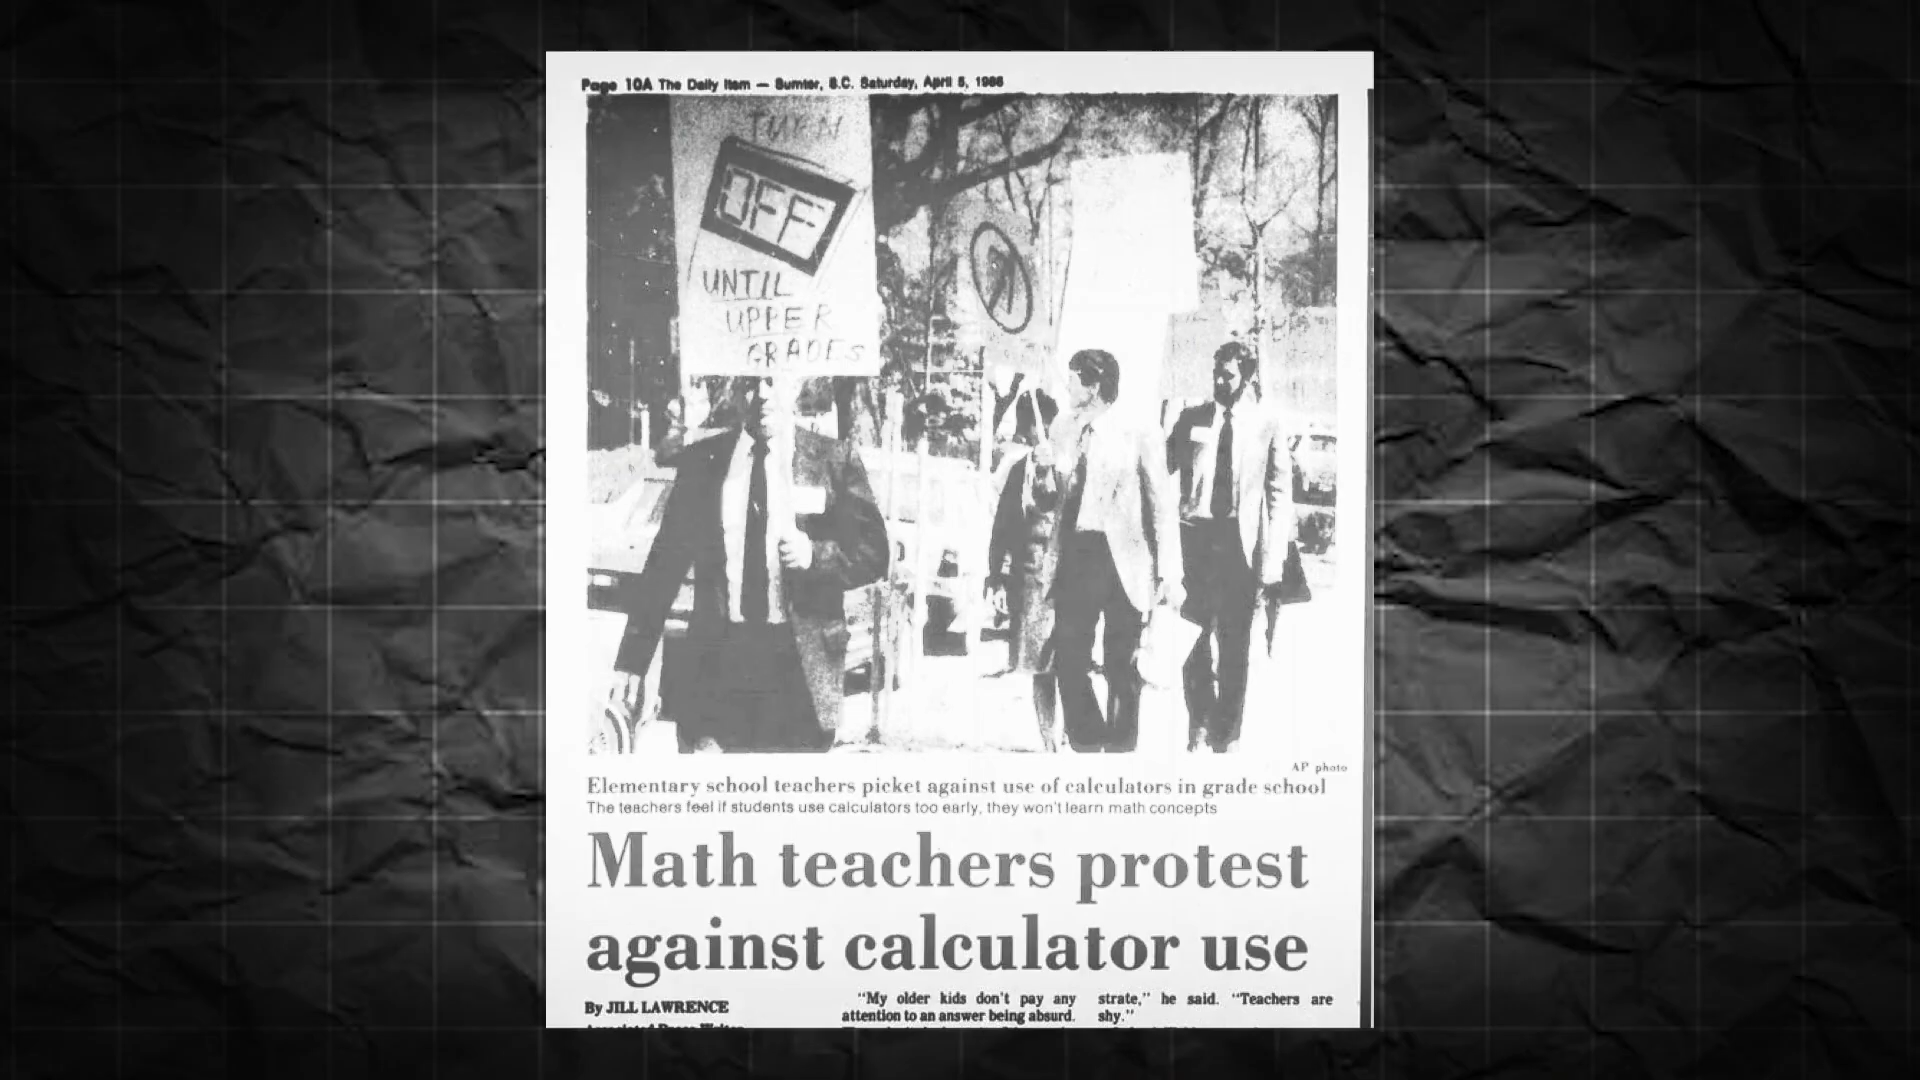 Page 10A The Daily Item — Sumter, S.C. Saturday, April 5, 1986
TURN
OFF
UNTIL
UPPER
GRADES
AP photo
Elementary school teachers picket against use of calculators in grade school
The teachers feel if students use calculators too early, they won't learn math concepts
Math teachers protest
against calculator use
By JILL LAWRENCE
Associated Press Writer
"My older kids don't pay any
attention to an answer being absurd.
strate," he said. "Teachers are
shy."